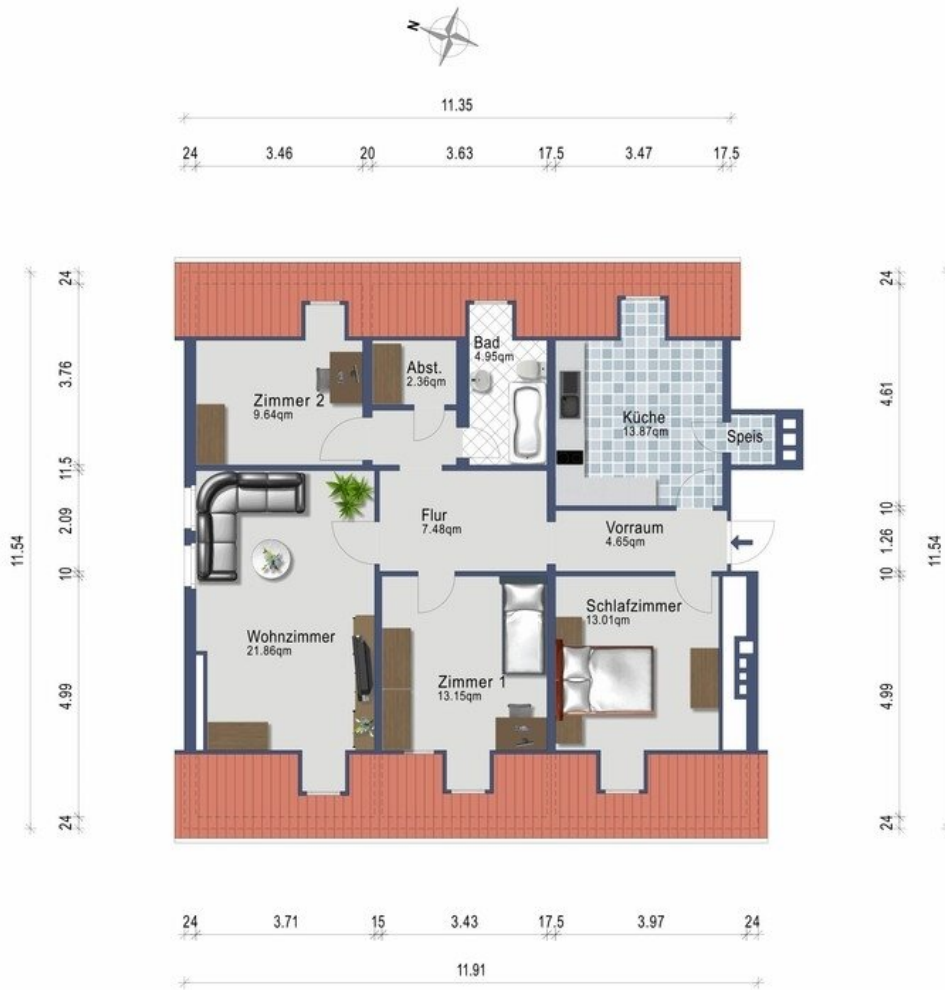 N
11.35
24 3.46 20 3.63 17.5 3.47 17.5
24
3.76
11.5
2.09
10
4.99
24
11.54
24
4.61
10
1.26
10
4.99
24
11.54
Bad
4.95qm
Abst.
2.36qm
Zimmer 2
9.64qm
Küche
13.87qm
Speis
Flur
7.48qm
Vorraum
4.65qm
Schlafzimmer
13.01qm
Wohnzimmer
21.86qm
Zimmer 1
13.15qm
24 3.71 15 3.43 17.5 3.97 24
11.91